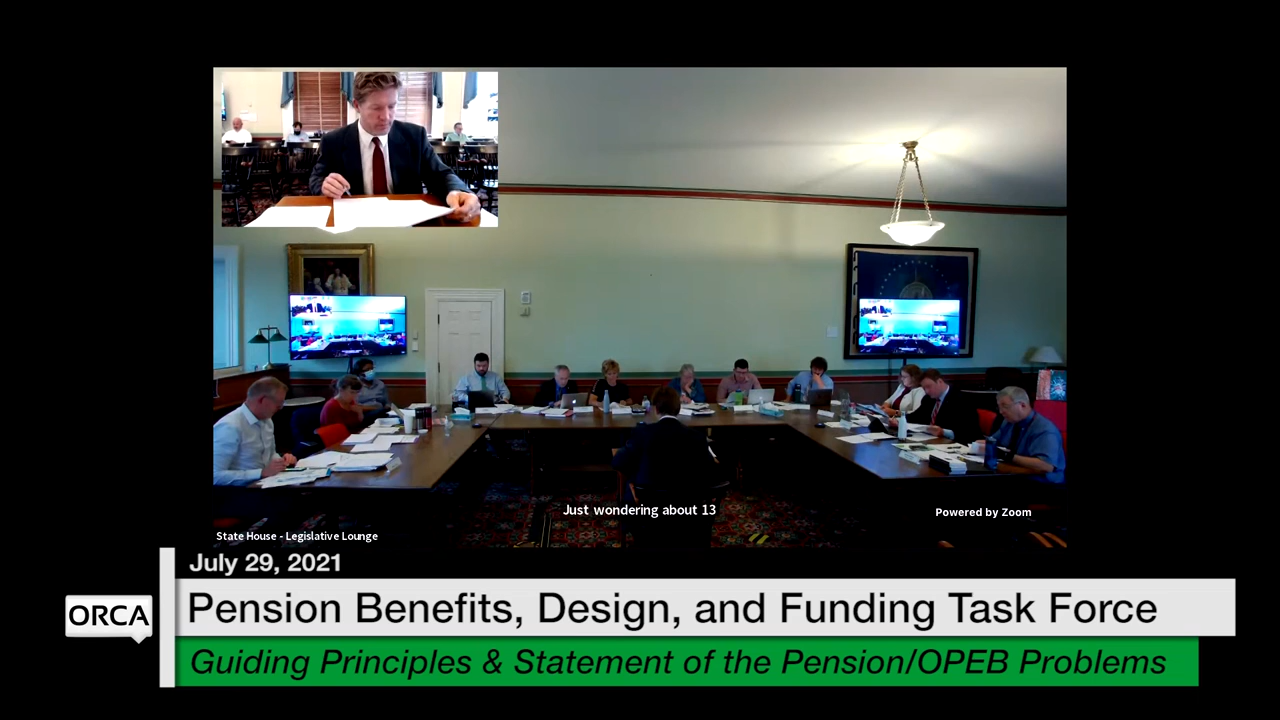 Just wondering about 13
Powered by Zoom
State House - Legislative Lounge
July 29, 2021
ORCA
Pension Benefits, Design, and Funding Task Force
Guiding Principles & Statement of the Pension/OPEB Problems